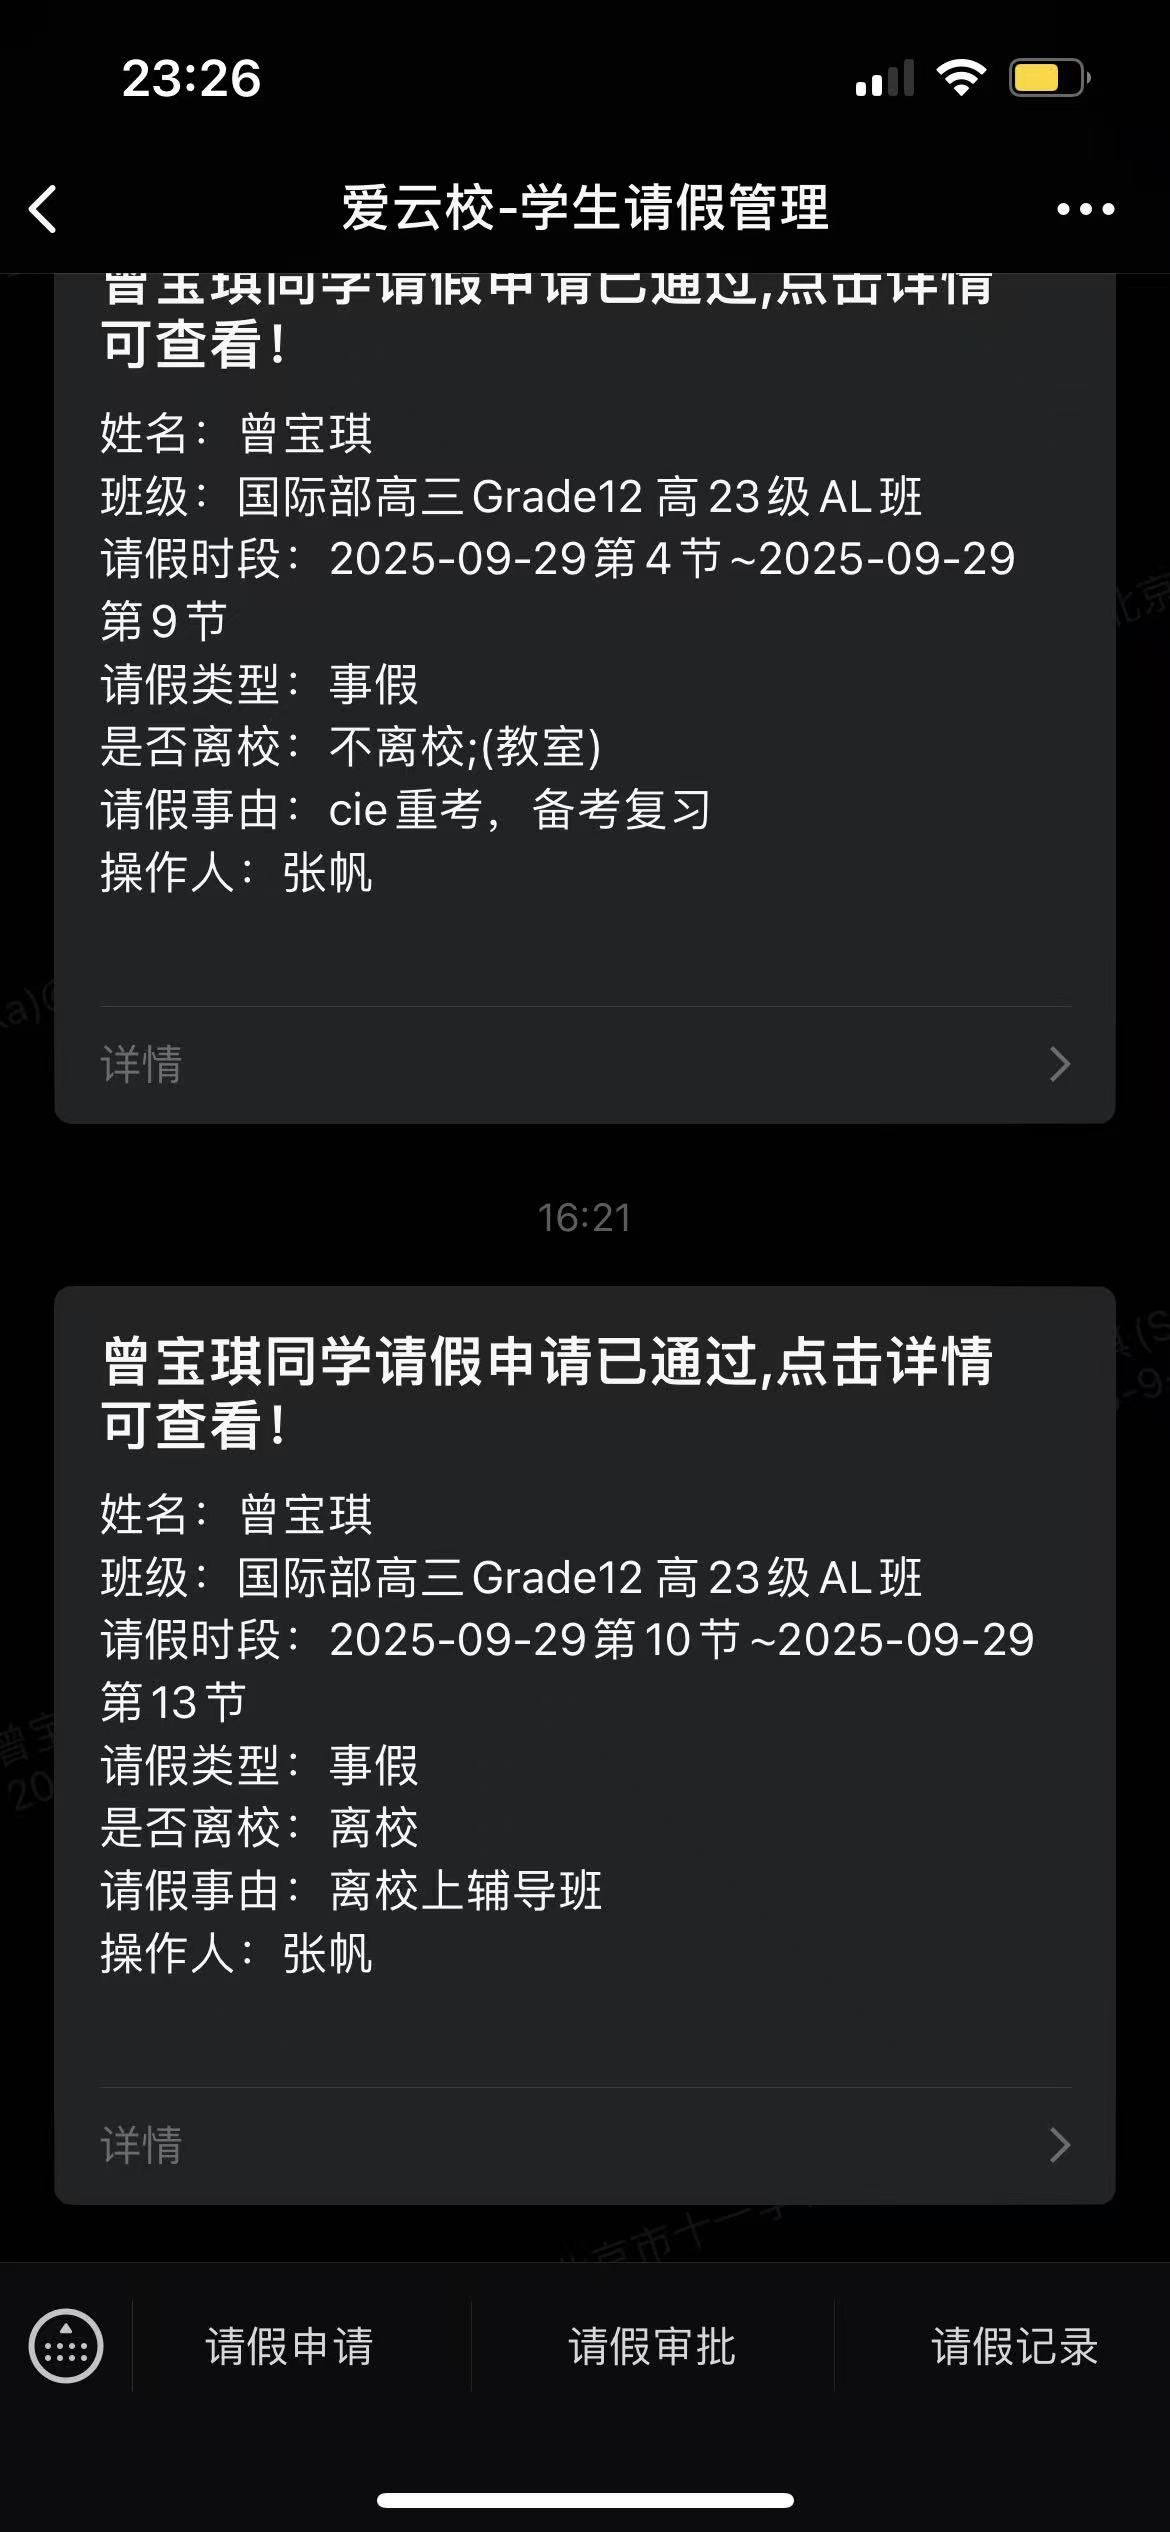 23:26
爱云校-学生请假管理
曾宝琪同学请假申请已通过,点击详情
可查看！
姓名：曾宝琪
班级：国际部高三Grade12 高23级AL班
请假时段：2025-09-29第4节~2025-09-29
第9节
请假类型：事假
是否离校：不离校;(教室)
请假事由：cie重考，备考复习
操作人：张帆
详情
16:21
曾宝琪同学请假申请已通过,点击详情
可查看！
姓名：曾宝琪
班级：国际部高三Grade12 高23级AL班
请假时段：2025-09-29第10节~2025-09-29
第13节
请假类型：事假
是否离校：离校
请假事由：离校上辅导班
操作人：张帆
详情
请假申请
请假审批
请假记录